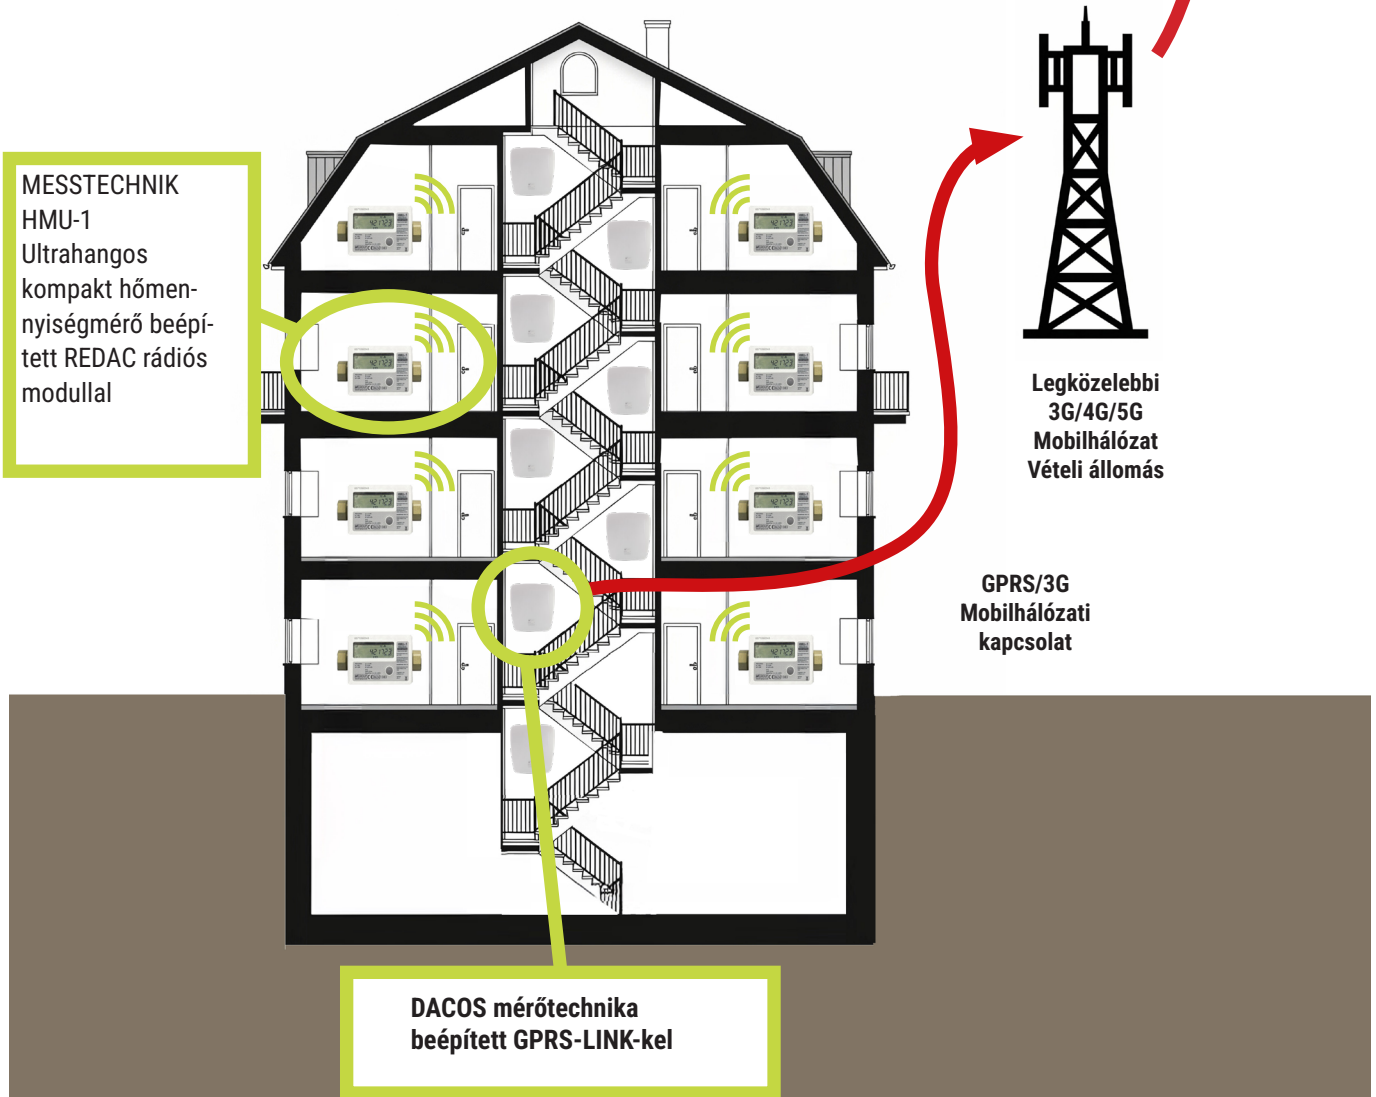 MESSTECHNIK
HMU-1
Ultrahangos
kompakt hőmen-
nyiségmérő beépí-
tett REDAC rádiós
modullal
Legközelebbi
3G/4G/5G
Mobilhálózat
Vételi állomás
GPRS/3G
Mobilhálózati
kapcsolat
DACOS mérőtechnika
beépített GPRS-LINK-kel